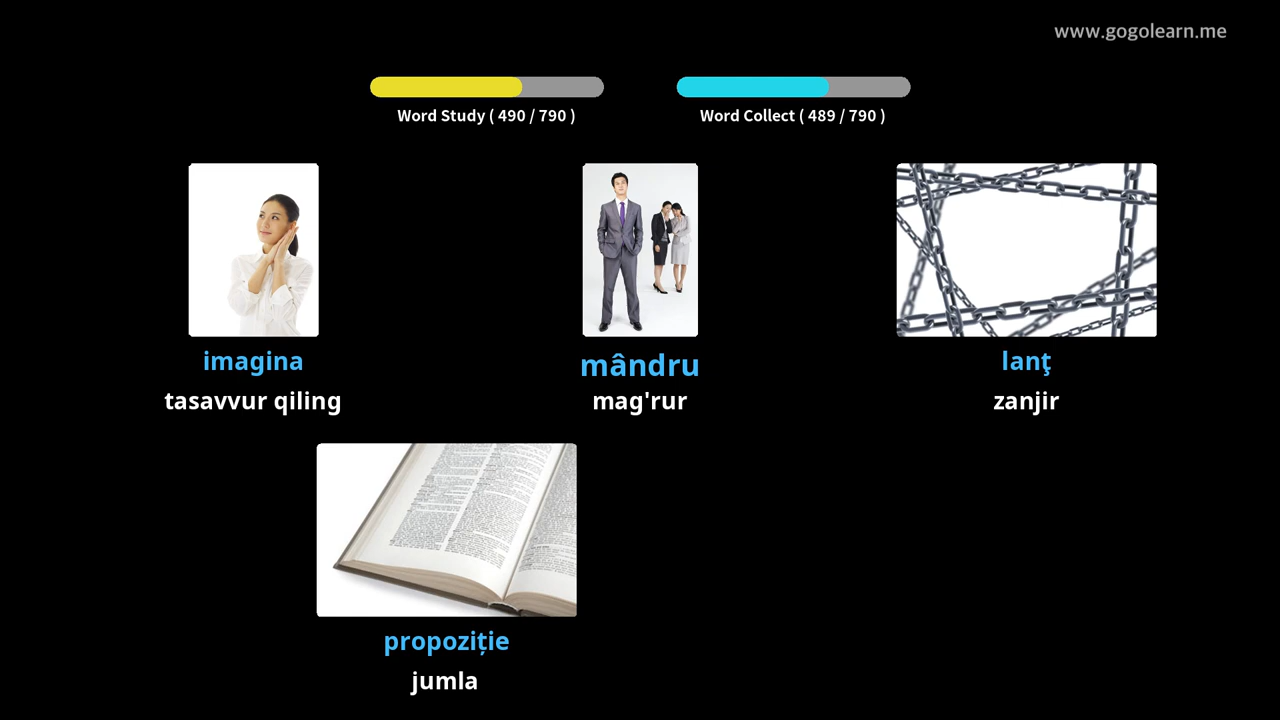 www.gogolearn.me
Word Study ( 490 / 790 )
Word Collect ( 489 / 790 )
imagina
tasavvur qiling
mândru
mag'rur
lanţ
zanjir
propoziție
jumla